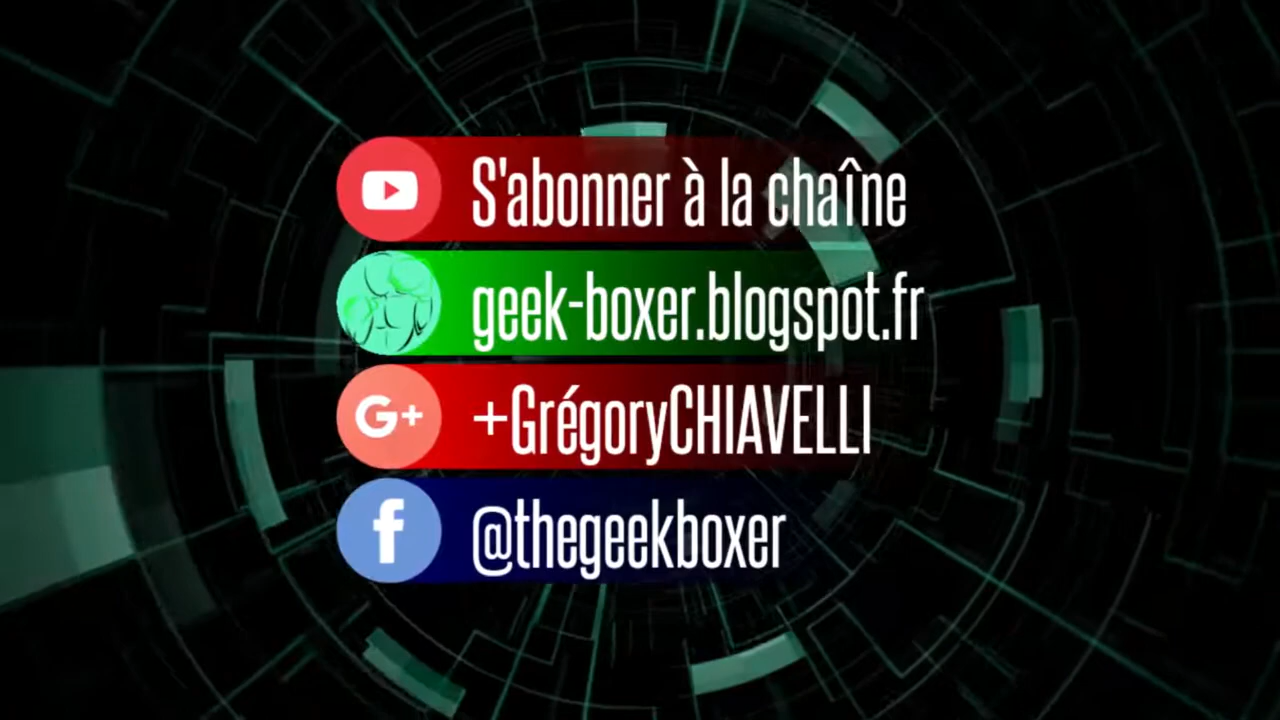 S'abonner à la chaîne
geek-boxer.blogspot.fr
G+ +GrégoryCHIAVELLI
f @thegeekboxer